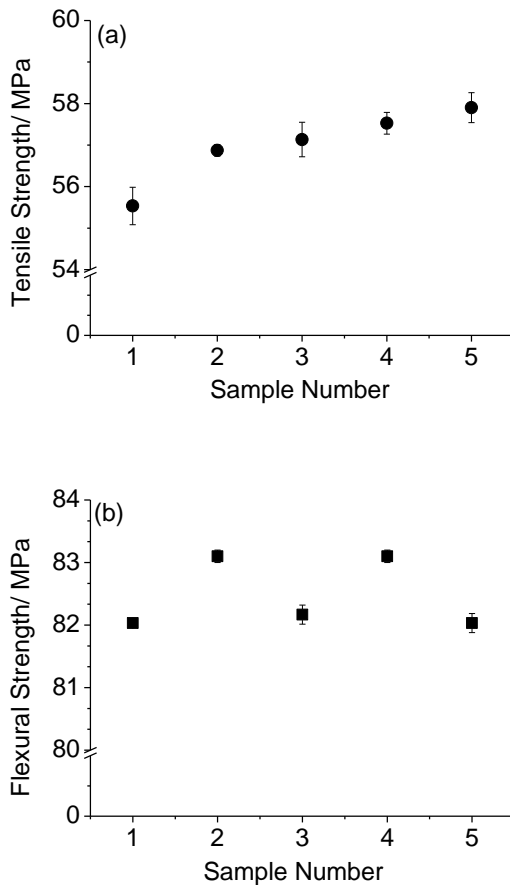 (a)
Tensile Strength/ MPa
60
58
56
54
0
1 2 3 4 5
Sample Number
(b)
Flexural Strength/ MPa
84
83
82
81
80
0
1 2 3 4 5
Sample Number